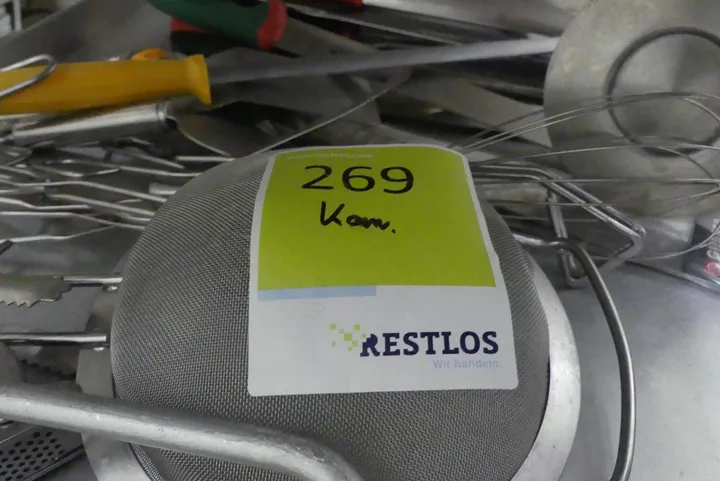 269
Kom.
RESTLOS
Wir handeln